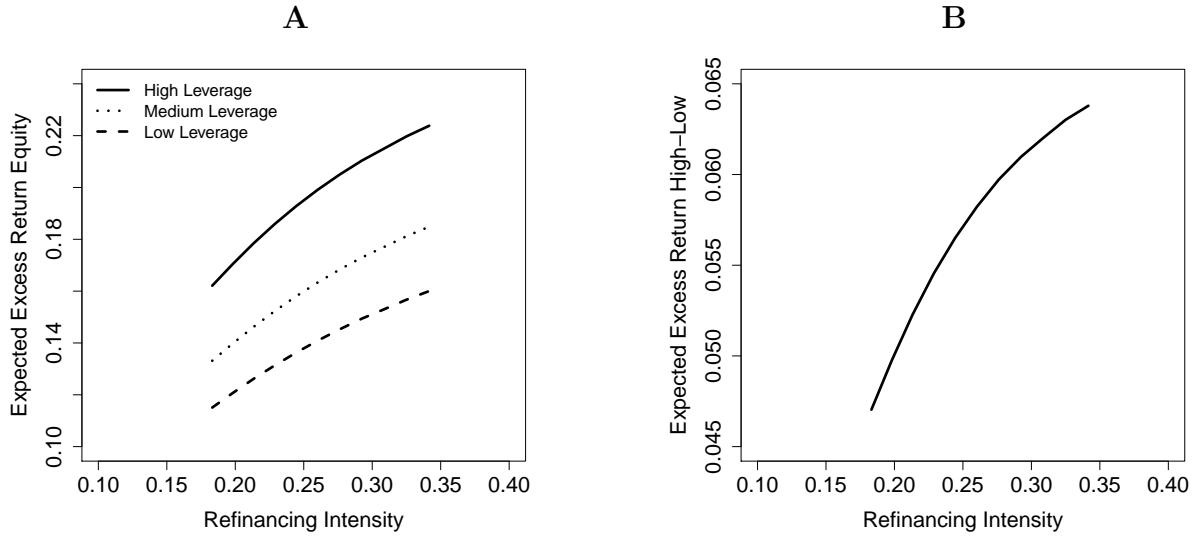 A
High Leverage
Medium Leverage
Low Leverage
Expected Excess Return Equity
0.22
0.18
0.14
0.10
0.10 0.15 0.20 0.25 0.30 0.35 0.40
Refinancing Intensity
B
Expected Excess Return High–Low
0.065
0.060
0.055
0.050
0.045
0.10 0.15 0.20 0.25 0.30 0.35 0.40
Refinancing Intensity